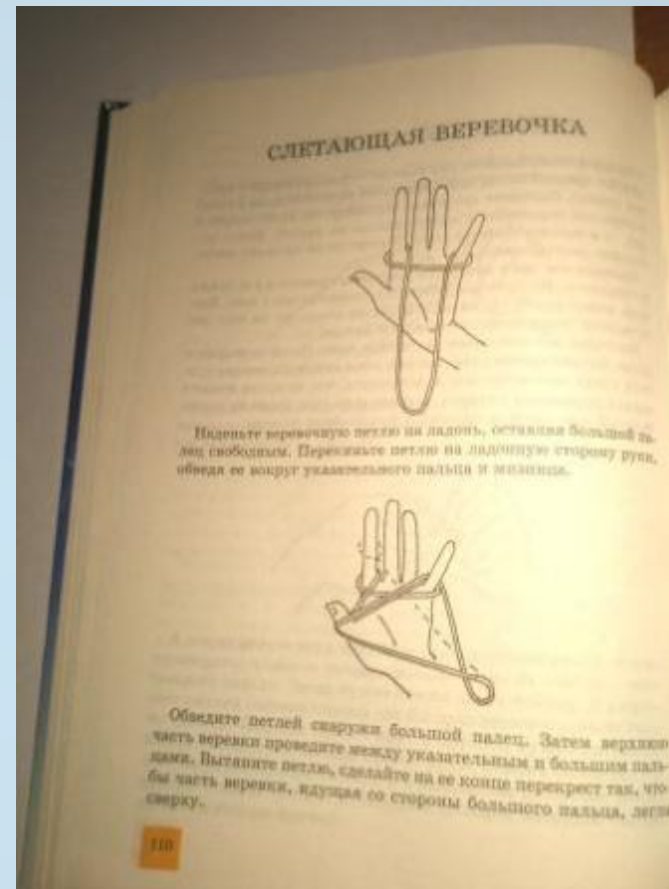 СЛЕТАЮЩАЯ ВЕРЕВОЧКА
Наденьте веревочную петлю на ладонь, оставляя большой па-
лец свободным. Перекиньте петлю на ладонную сторону руки,
обведя ее вокруг указательного пальца и мизинца.
Обведите петлей снаружи большой палец. Затем верхнюю
часть веревки проведите между указательным и большим паль-
цами. Вытяните петлю, сделайте на ее конце перекрест так, что-
бы часть веревки, идущая со стороны большого пальца, легла
сверху.
110